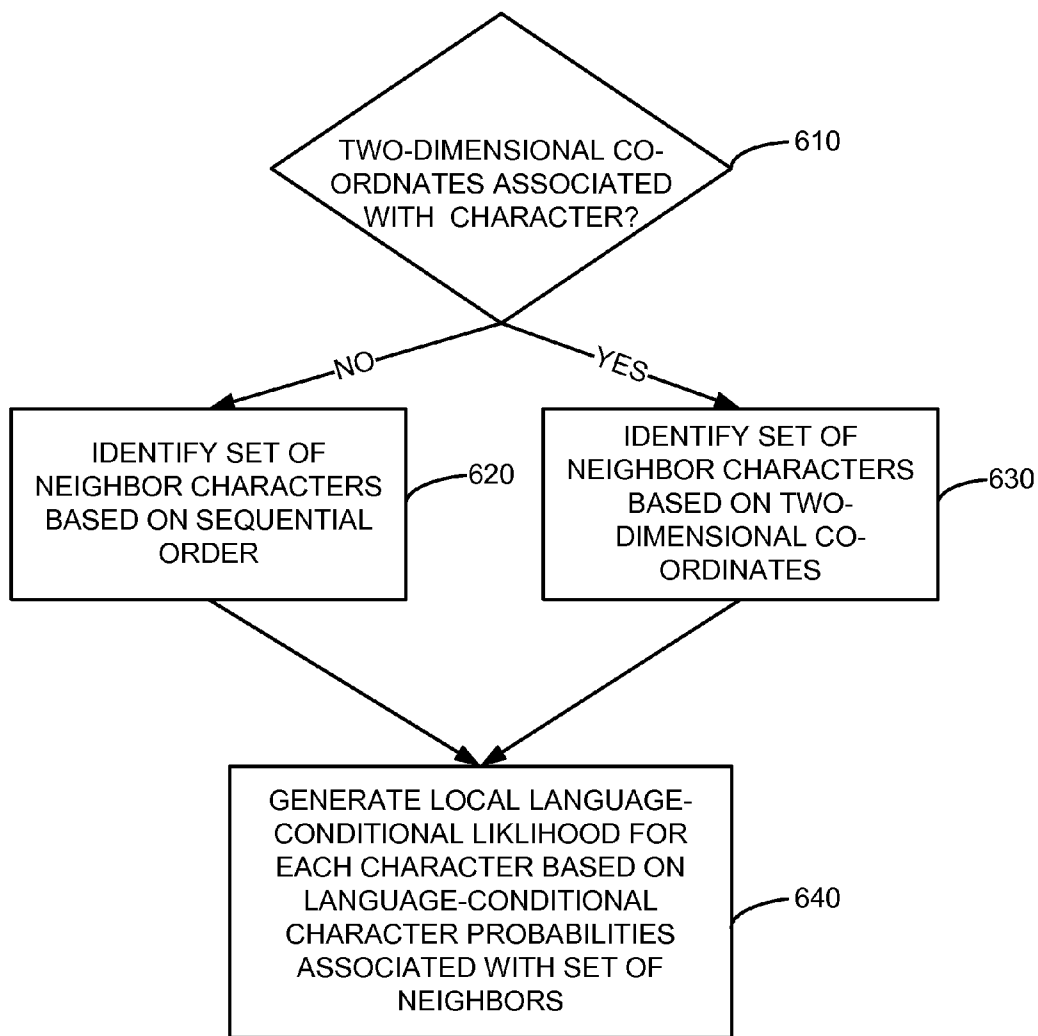 TWO-DIMENSIONAL CO-
ORDNATES ASSOCIATED
WITH CHARACTER?
610
NO
YES
IDENTIFY SET OF
NEIGHBOR CHARACTERS
BASED ON SEQUENTIAL
ORDER
620
IDENTIFY SET OF
NEIGHBOR CHARACTERS
BASED ON TWO-
DIMENSIONAL CO-
ORDINATES
630
GENERATE LOCAL LANGUAGE-
CONDITIONAL LIKLIHOOD FOR
EACH CHARACTER BASED ON
LANGUAGE-CONDITIONAL
CHARACTER PROBABILITIES
ASSOCIATED WITH SET OF
NEIGHBORS
640